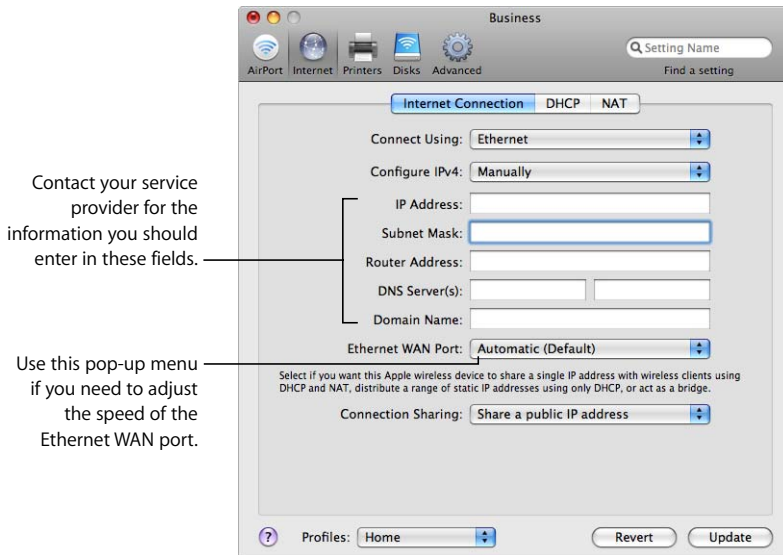 Business
Setting Name
AirPort Internet Printers Disks Advanced
Find a setting
Internet Connection DHCP NAT
Connect Using: Ethernet
Configure IPv4: Manually
Contact your service
provider for the
information you should
enter in these fields.
IP Address:
Subnet Mask:
Router Address:
DNS Server(s):
Domain Name:
Use this pop-up menu
if you need to adjust
the speed of the
Ethernet WAN port.
Ethernet WAN Port: Automatic (Default)
Select if you want this Apple wireless device to share a single IP address with wireless clients using
DHCP and NAT, distribute a range of static IP addresses using only DHCP, or act as a bridge.
Connection Sharing: Share a public IP address
? Profiles: Home Revert Update